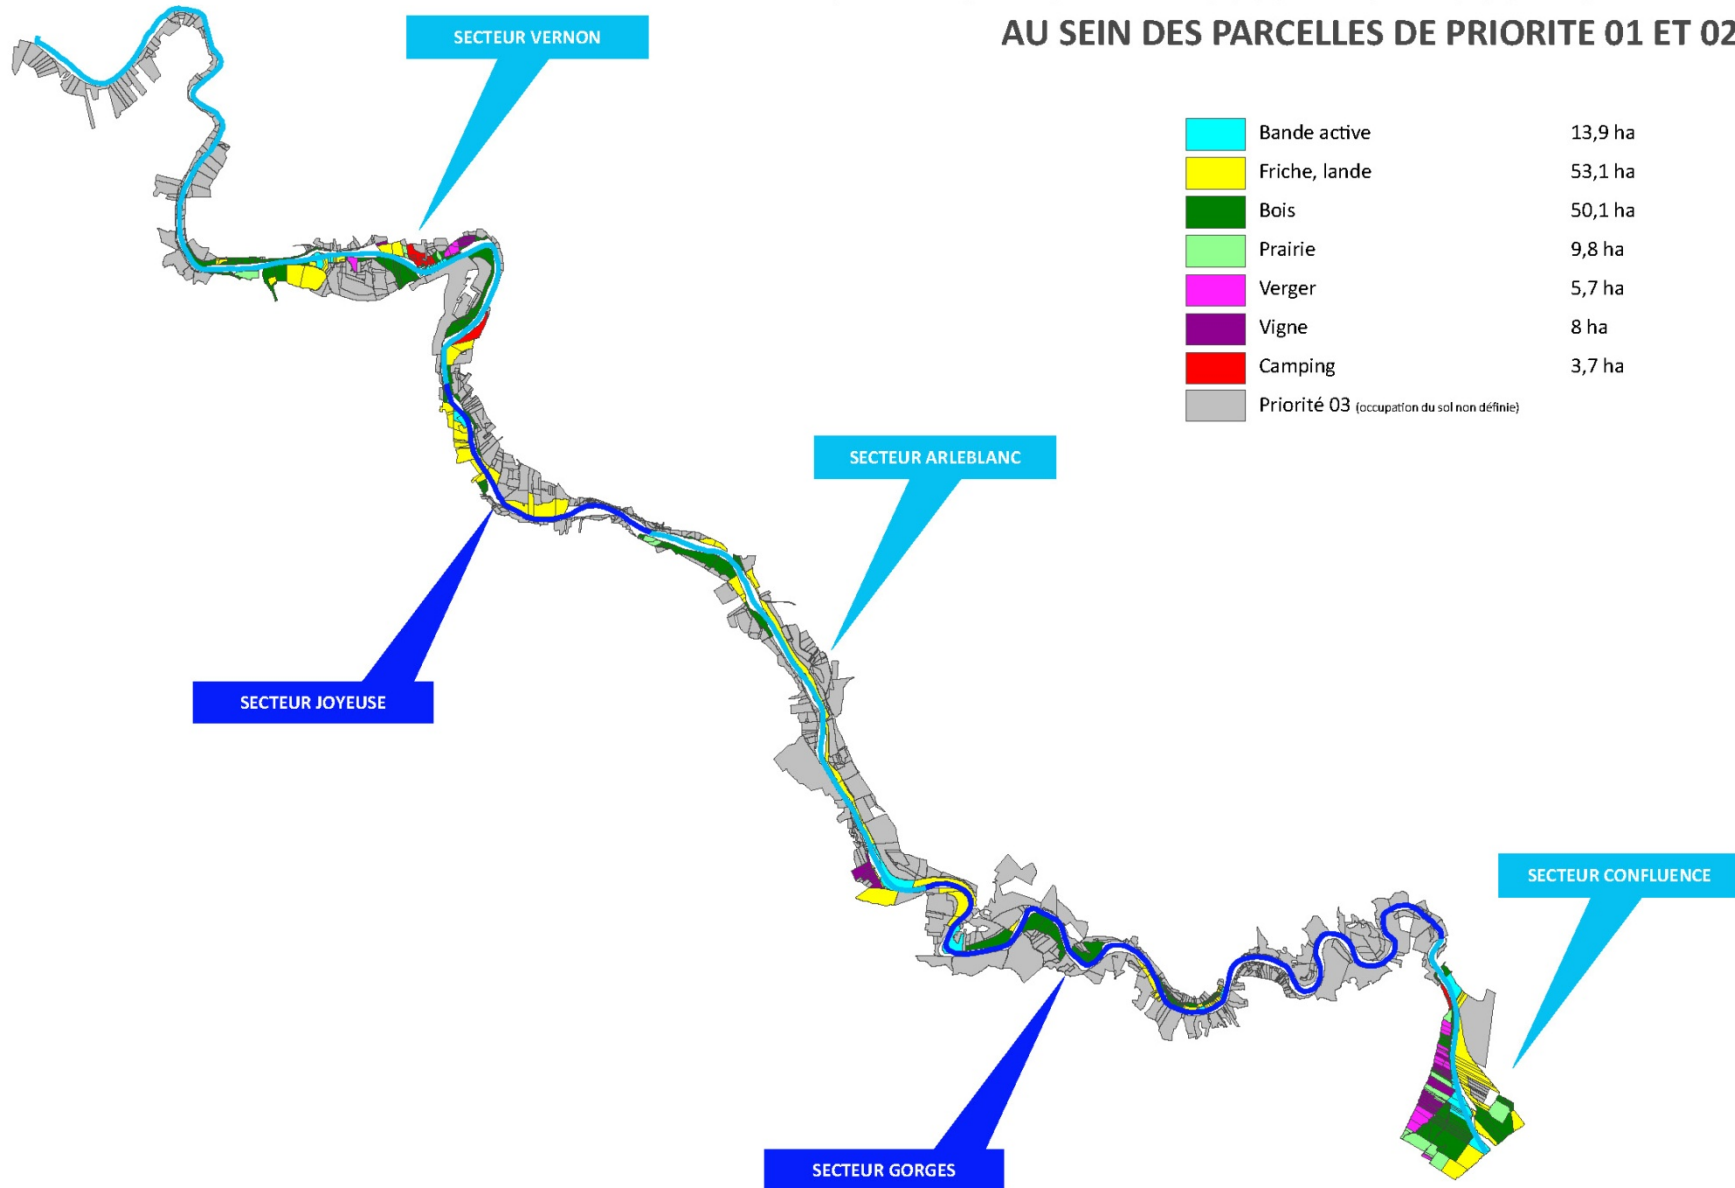 AU SEIN DES PARCELLES DE PRIORITE 01 ET 02
SECTEUR VERNON
Bande active 13,9 ha
Friche, lande 53,1 ha
Bois 50,1 ha
Prairie 9,8 ha
Verger 5,7 ha
Vigne 8 ha
Camping 3,7 ha
Priorité 03 (occupation du sol non définie)
SECTEUR ARLEBLANC
SECTEUR JOYEUSE
SECTEUR CONFLUENCE
SECTEUR GORGES